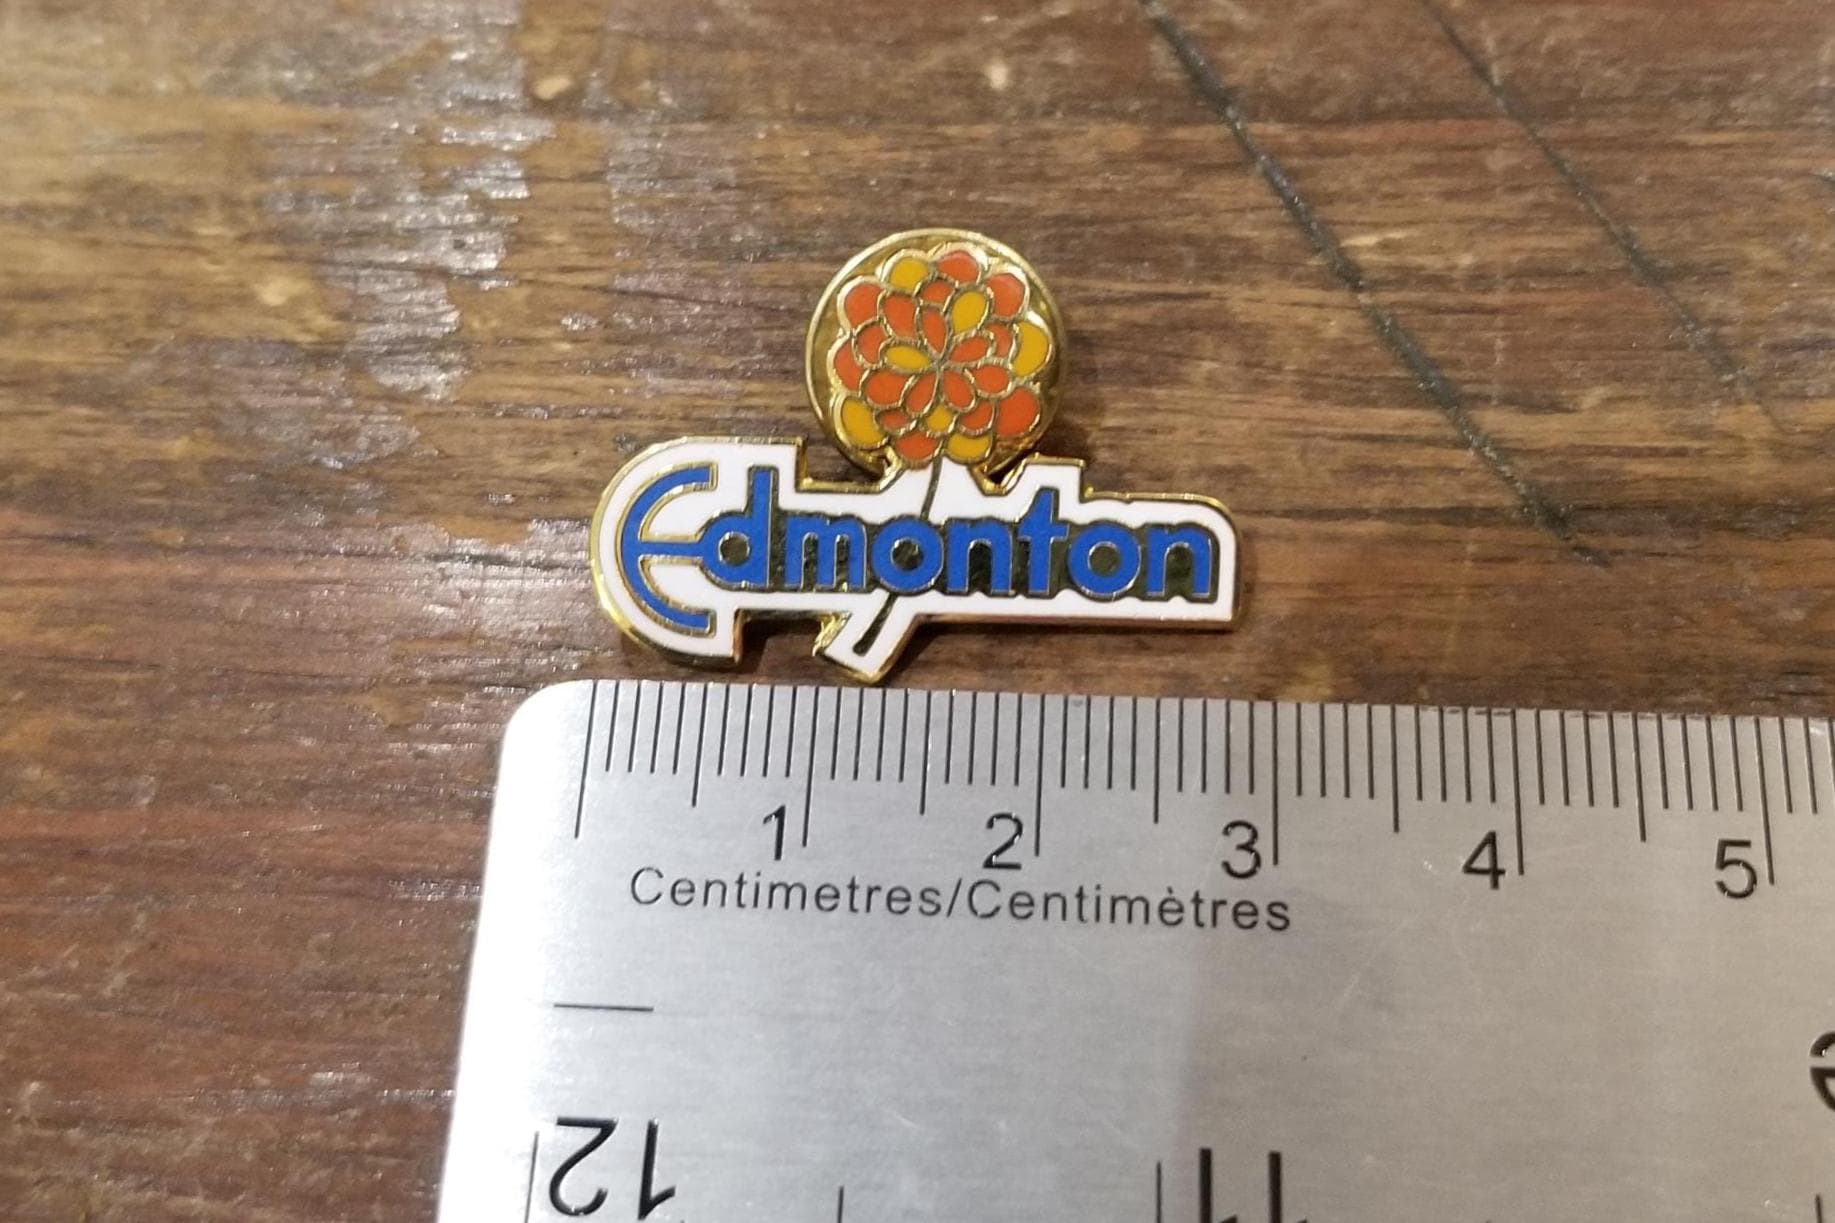 Edmonton
1 2 3 4 5
Centimetres/Centimètres
12 11